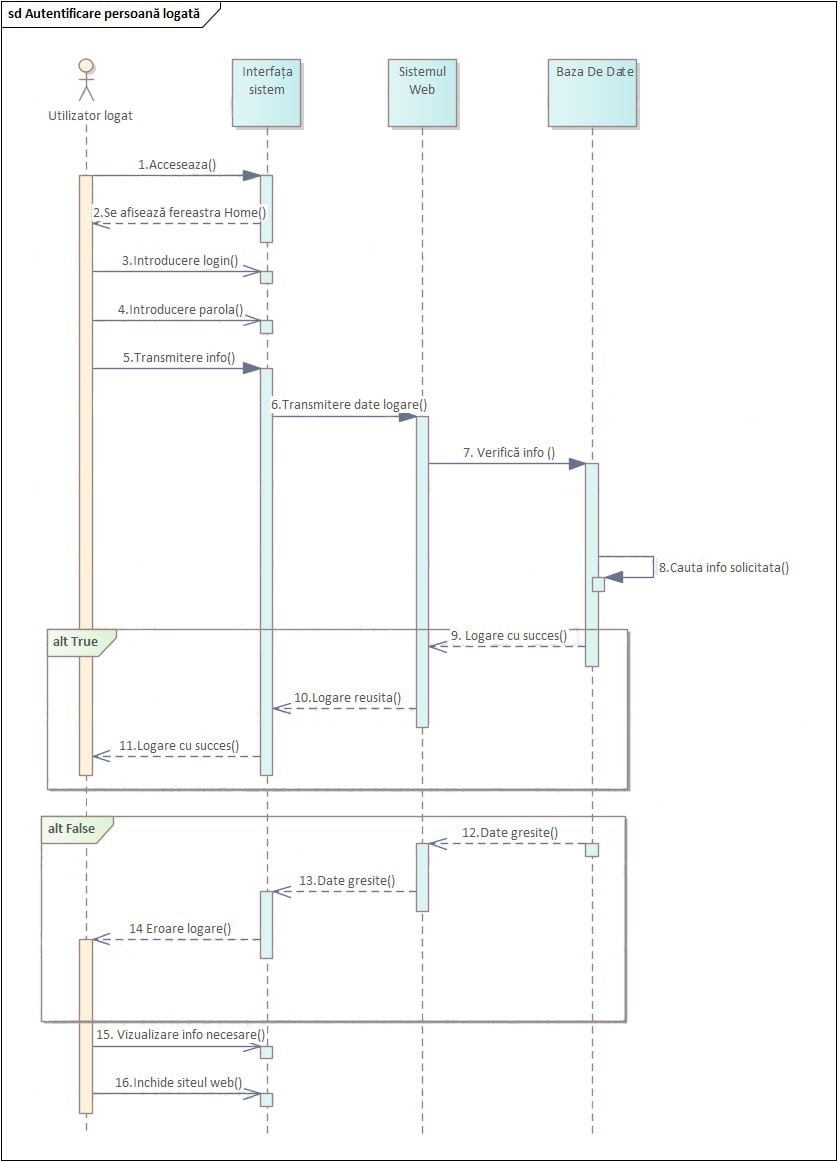 sd Autentificare persoană logată
Interfața
sistem
Sistemul
Web
Baza De Date
Utilizator logat
1.Acceseaza()
2.Se afisează fereastra Home()
3.Introducere login()
4.Introducere parola()
5.Transmitere info()
6.Transmitere date logare()
7. Verifică info ()
8.Cauta info solicitata()
alt True
9. Logare cu succes()
10.Logare reusita()
11.Logare cu succes()
alt False
12.Date gresite()
13.Date gresite()
14 Eroare logare()
15. Vizualizare info necesare()
16.Inchide siteul web()